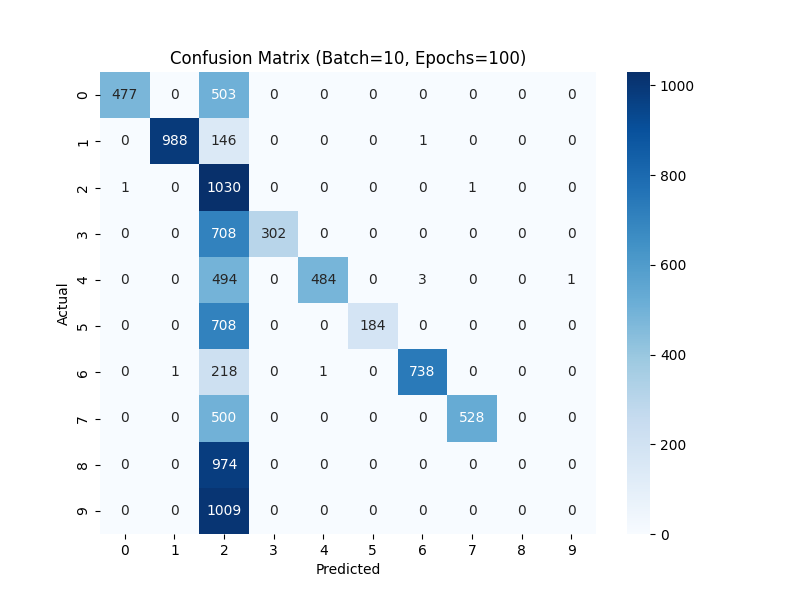 Confusion Matrix (Batch=10, Epochs=100)
0 477 0 503 0 0 0 0 0 0 0
1 0 988 146 0 0 0 1 0 0 0
2 1 0 1030 0 0 0 0 1 0 0
3 0 0 708 302 0 0 0 0 0 0
4 0 0 494 0 484 0 3 0 0 1
5 0 0 708 0 0 184 0 0 0 0
6 0 1 218 0 1 0 738 0 0 0
7 0 0 500 0 0 0 0 528 0 0
8 0 0 974 0 0 0 0 0 0 0
9 0 0 1009 0 0 0 0 0 0 0
0 1 2 3 4 5 6 7 8 9
Predicted
Actual
1000
800
600
400
200
0